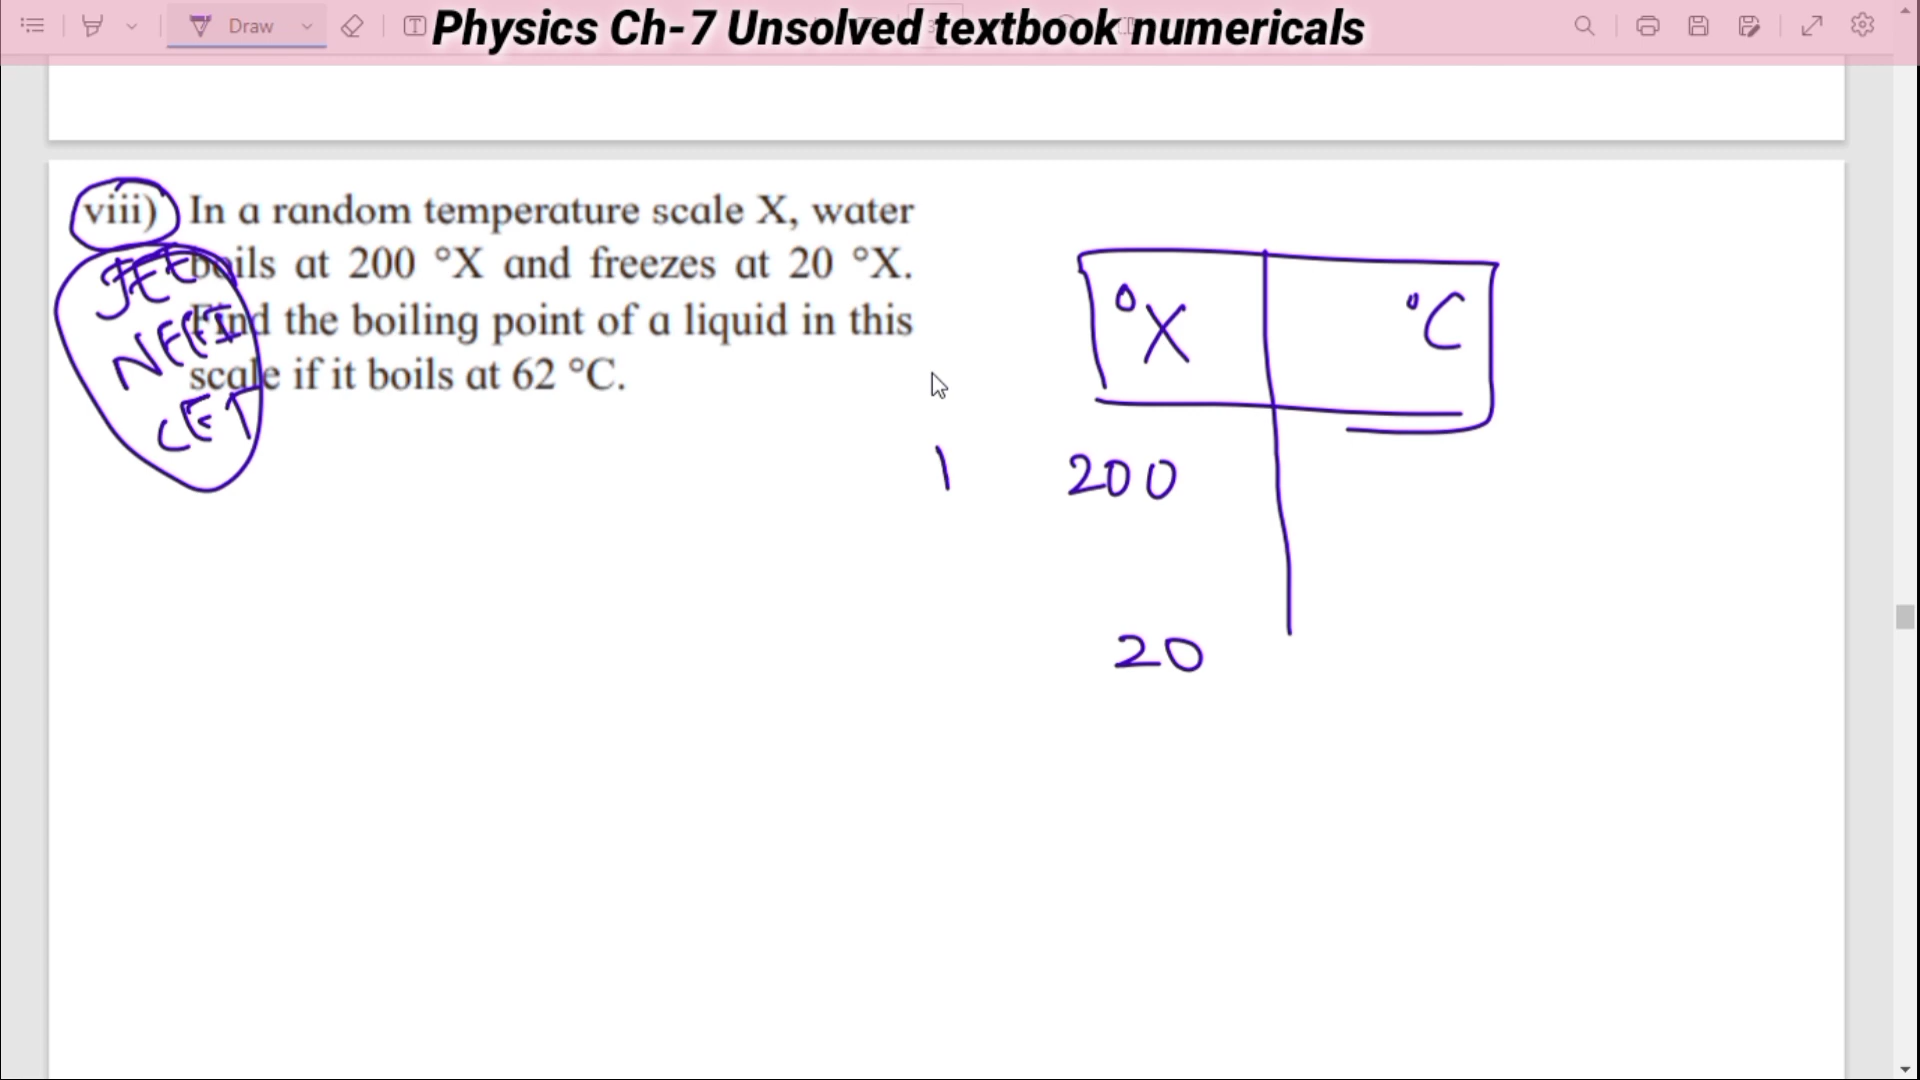 Draw
Physics Ch-7 Unsolved textbook numericals
viii) In a random temperature scale X, water
boils at 200 °X and freezes at 20 °X.
Find the boiling point of a liquid in this
scale if it boils at 62 °C.
JEE
NEET
CET
°X °C
1 200
20